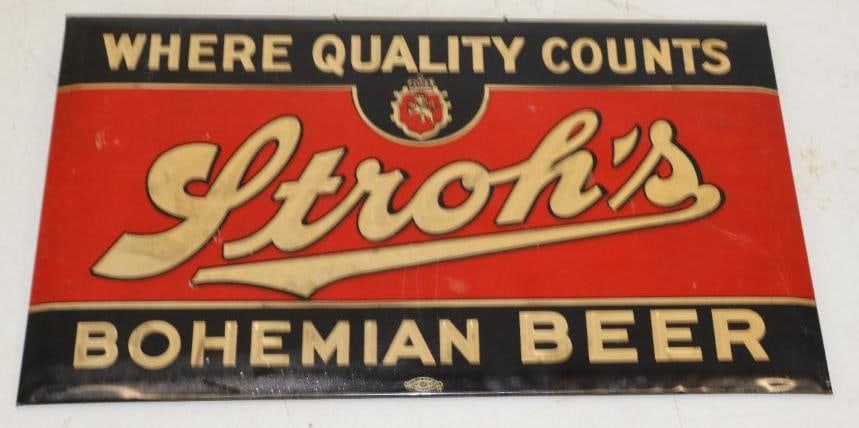 WHERE QUALITY COUNTS
Stroh's
BOHEMIAN BEER